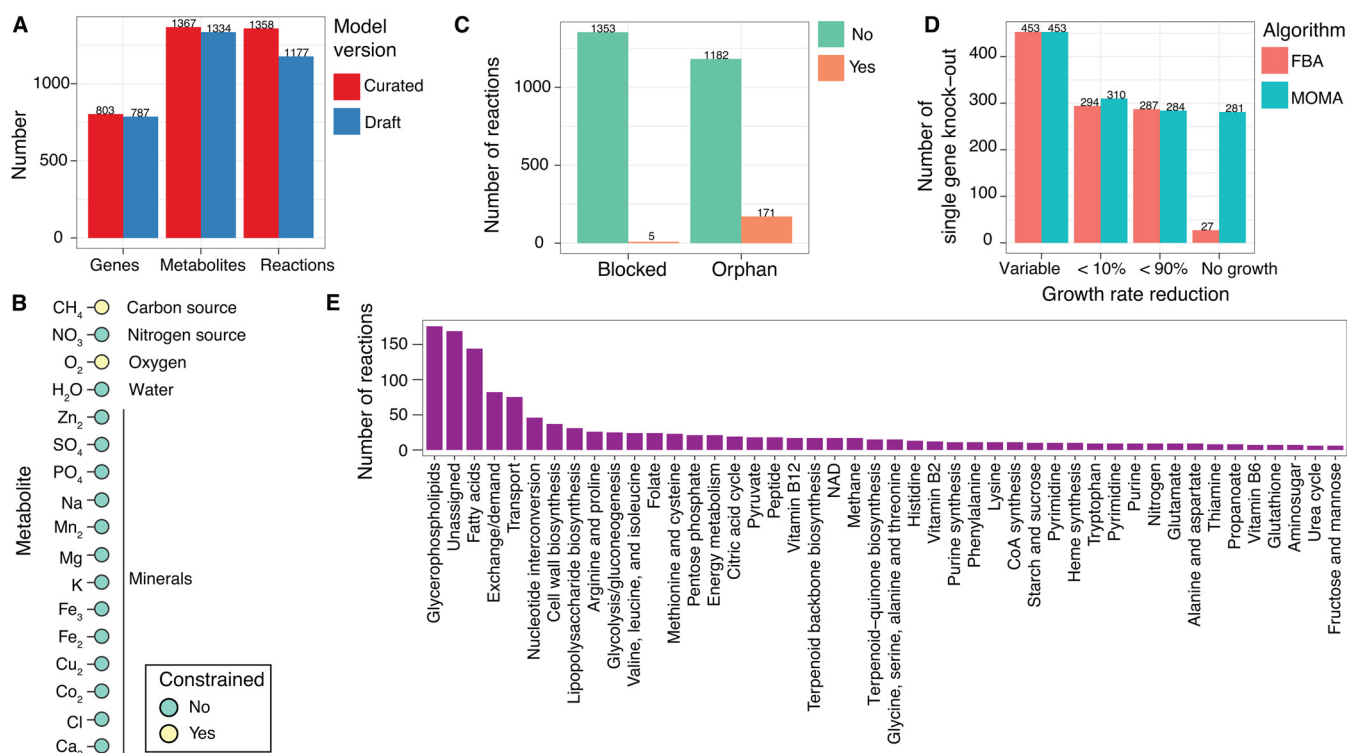 A
Number
1000
500
0
803
787
1367
1334
1358
1177
Genes
Metabolites
Reactions
Model
version
Curated
Draft
C
Number of reactions
1000
500
0
1353
5
1182
171
Blocked
Orphan
No
Yes
D
Number of
single gene knock−out
400
300
200
100
0
453
453
294
310
287
284
27
281
Variable
< 10%
< 90%
No growth
Growth rate reduction
Algorithm
FBA
MOMA
B
Metabolite
CH4
Carbon source
NO3
Nitrogen source
O2
Oxygen
H2O
Water
Zn2
SO4
PO4
Na
Mn2
Mg
K
Fe3
Fe2
Cu2
Co2
Cl
Minerals
Constrained
No
Yes
E
Number of reactions
150
100
50
0
Glycerophospholipids
Unassigned
Fatty acids
Exchange/demand
Transport
Nucleotide interconversion
Cell wall biosynthesis
Lipopolysaccharide biosynthesis
Arginine and proline
Glycolysis/gluconeogenesis
Valine, leucine, and isoleucine
Folate
Methionine and cysteine
Pentose phosphate
Energy metabolism
Citric acid cycle
Pyruvate
Peptide
Vitamin B12
Terpenoid backbone biosynthesis
NAD
Methane
Terpenoid−quinone biosynthesis
Glycine, serine, alanine and threonine
Histidine
Vitamin B2
Purine synthesis
Phenylalanine
Lysine
CoA synthesis
Starch and sucrose
Pyrimidine
Heme synthesis
Tryptophan
Pyrimidine
Purine
Nitrogen
Glutamate
Alanine and aspartate
Thiamine
Propanoate
Vitamin B6
Glutathione
Aminosugar
Urea cycle
Fructose and mannose